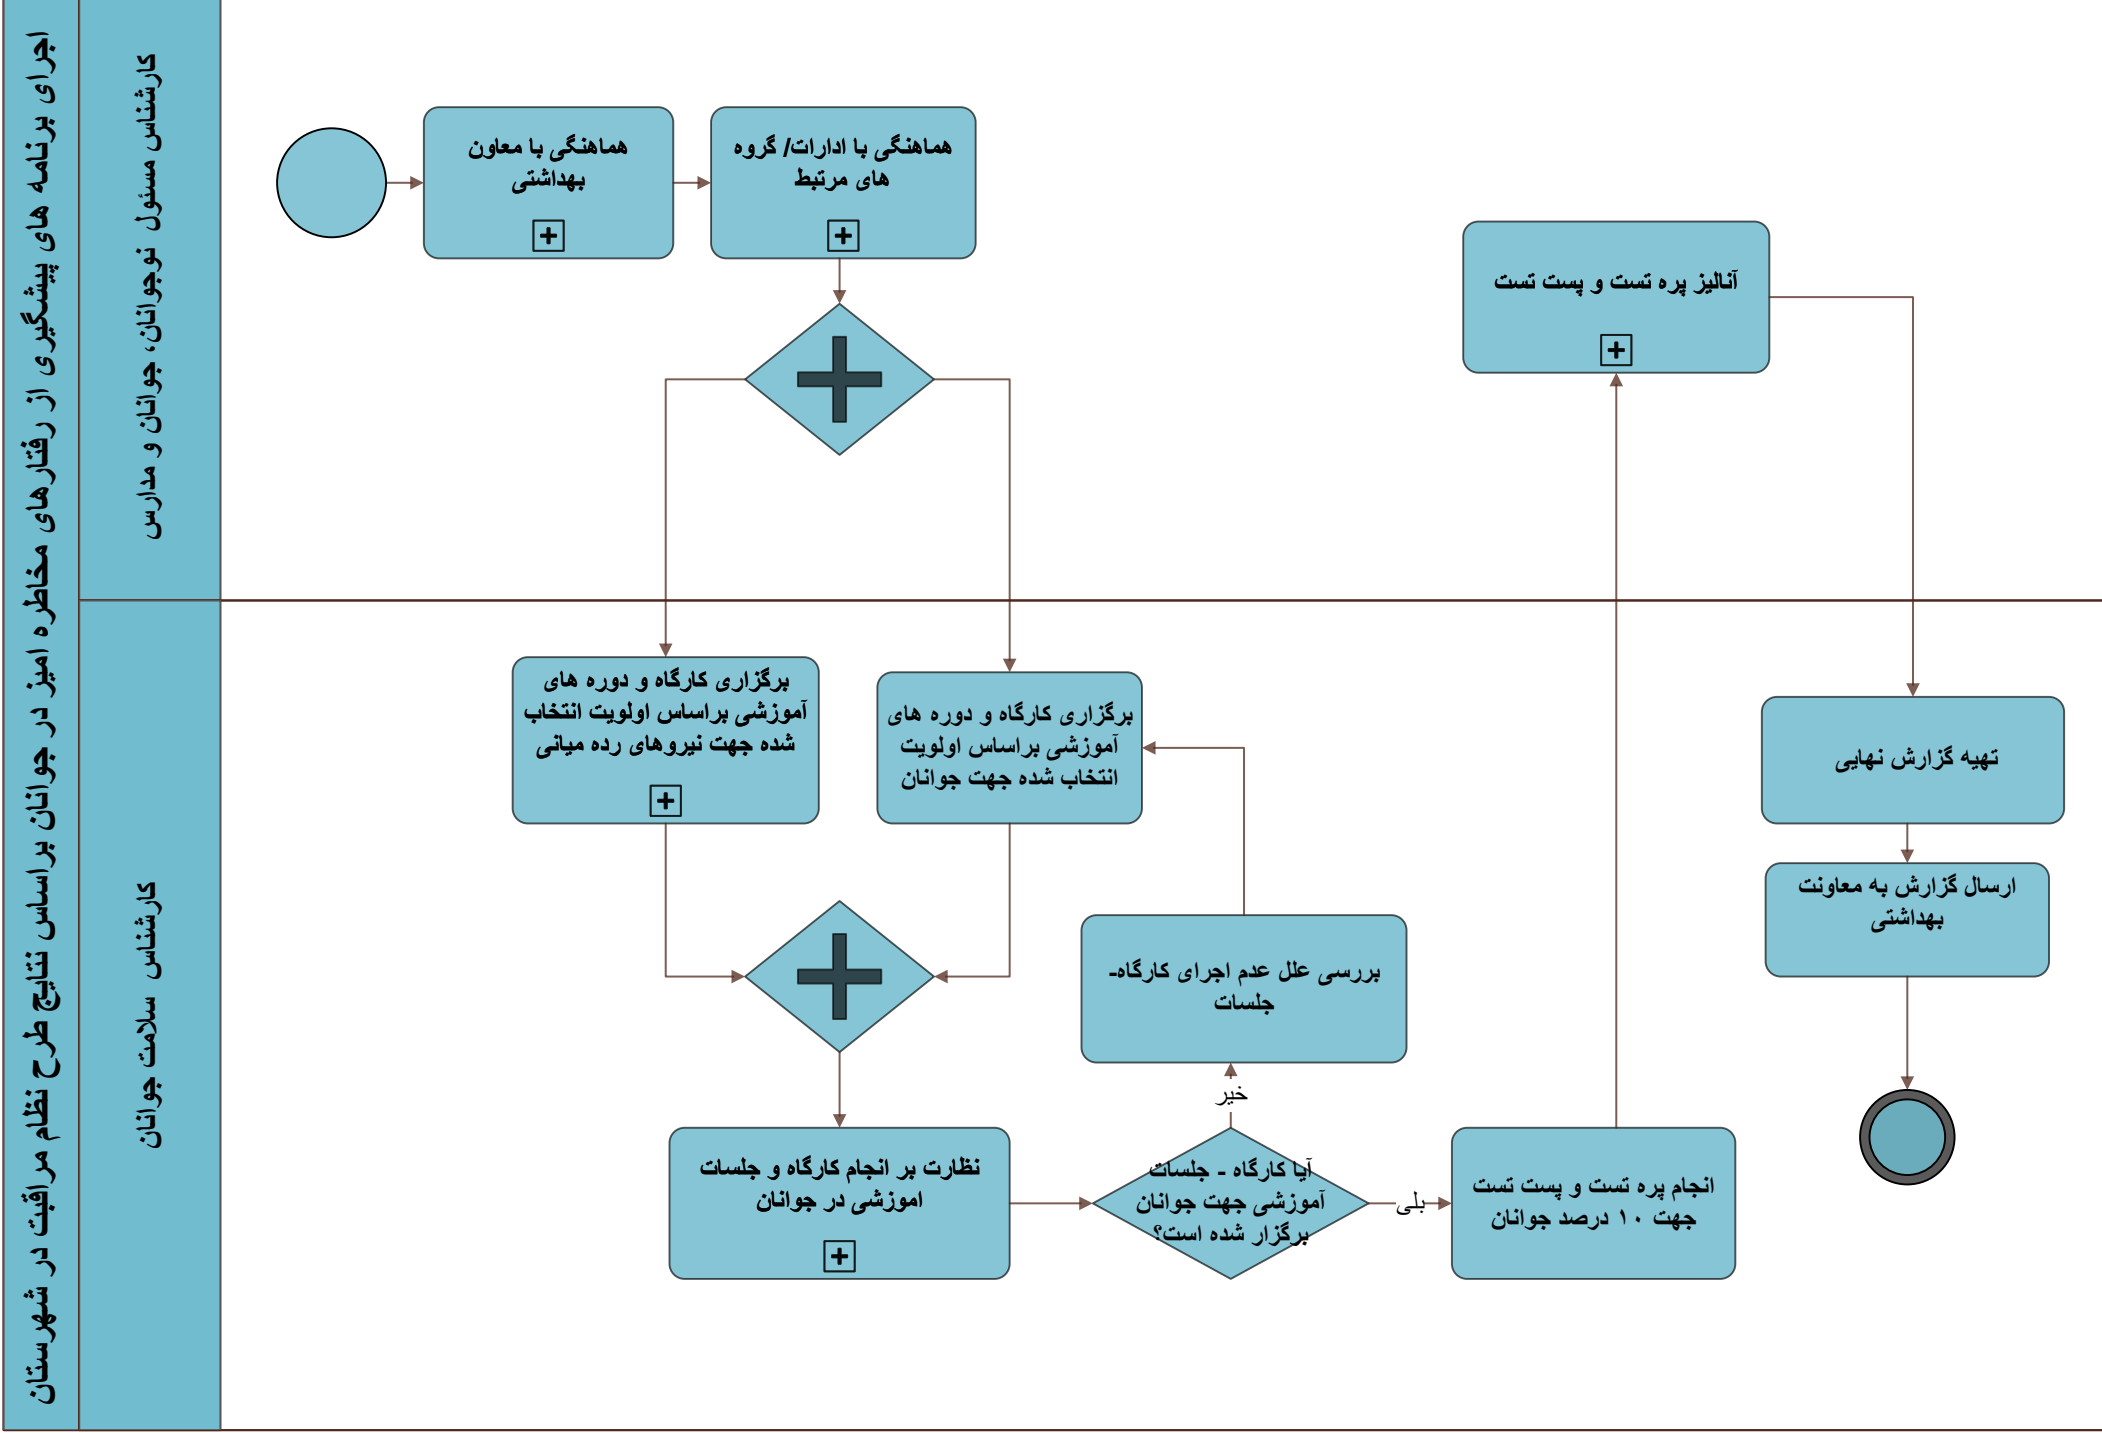 اجرای برنامه های پیشگیری از رفتارهای مخاطره امیز در جوانان براساس نتایج طرح نظام مراقبت در شهرستان
کارشناس مسئول نوجوانان، جوانان و مدارس
هماهنگی با معاون
بهداشتی
هماهنگی با ادارات/ گروه
های مرتبط
آنالیز پره تست و پست تست
کارشناس سلامت جوانان
برگزاری کارگاه و دوره های
آموزشی براساس اولویت انتخاب
شده جهت نیروهای رده میانی
برگزاری کارگاه و دوره های
آموزشی براساس اولویت
انتخاب شده جهت جوانان
بررسی علل عدم اجرای کارگاه-
جلسات
خیر
نظارت بر انجام کارگاه و جلسات
اموزشی در جوانان
آیا کارگاه - جلسات
آموزشی جهت جوانان
برگزار شده است؟
بلی
انجام پره تست و پست تست
جهت ۱۰ درصد جوانان
تهیه گزارش نهایی
ارسال گزارش به معاونت
بهداشتی